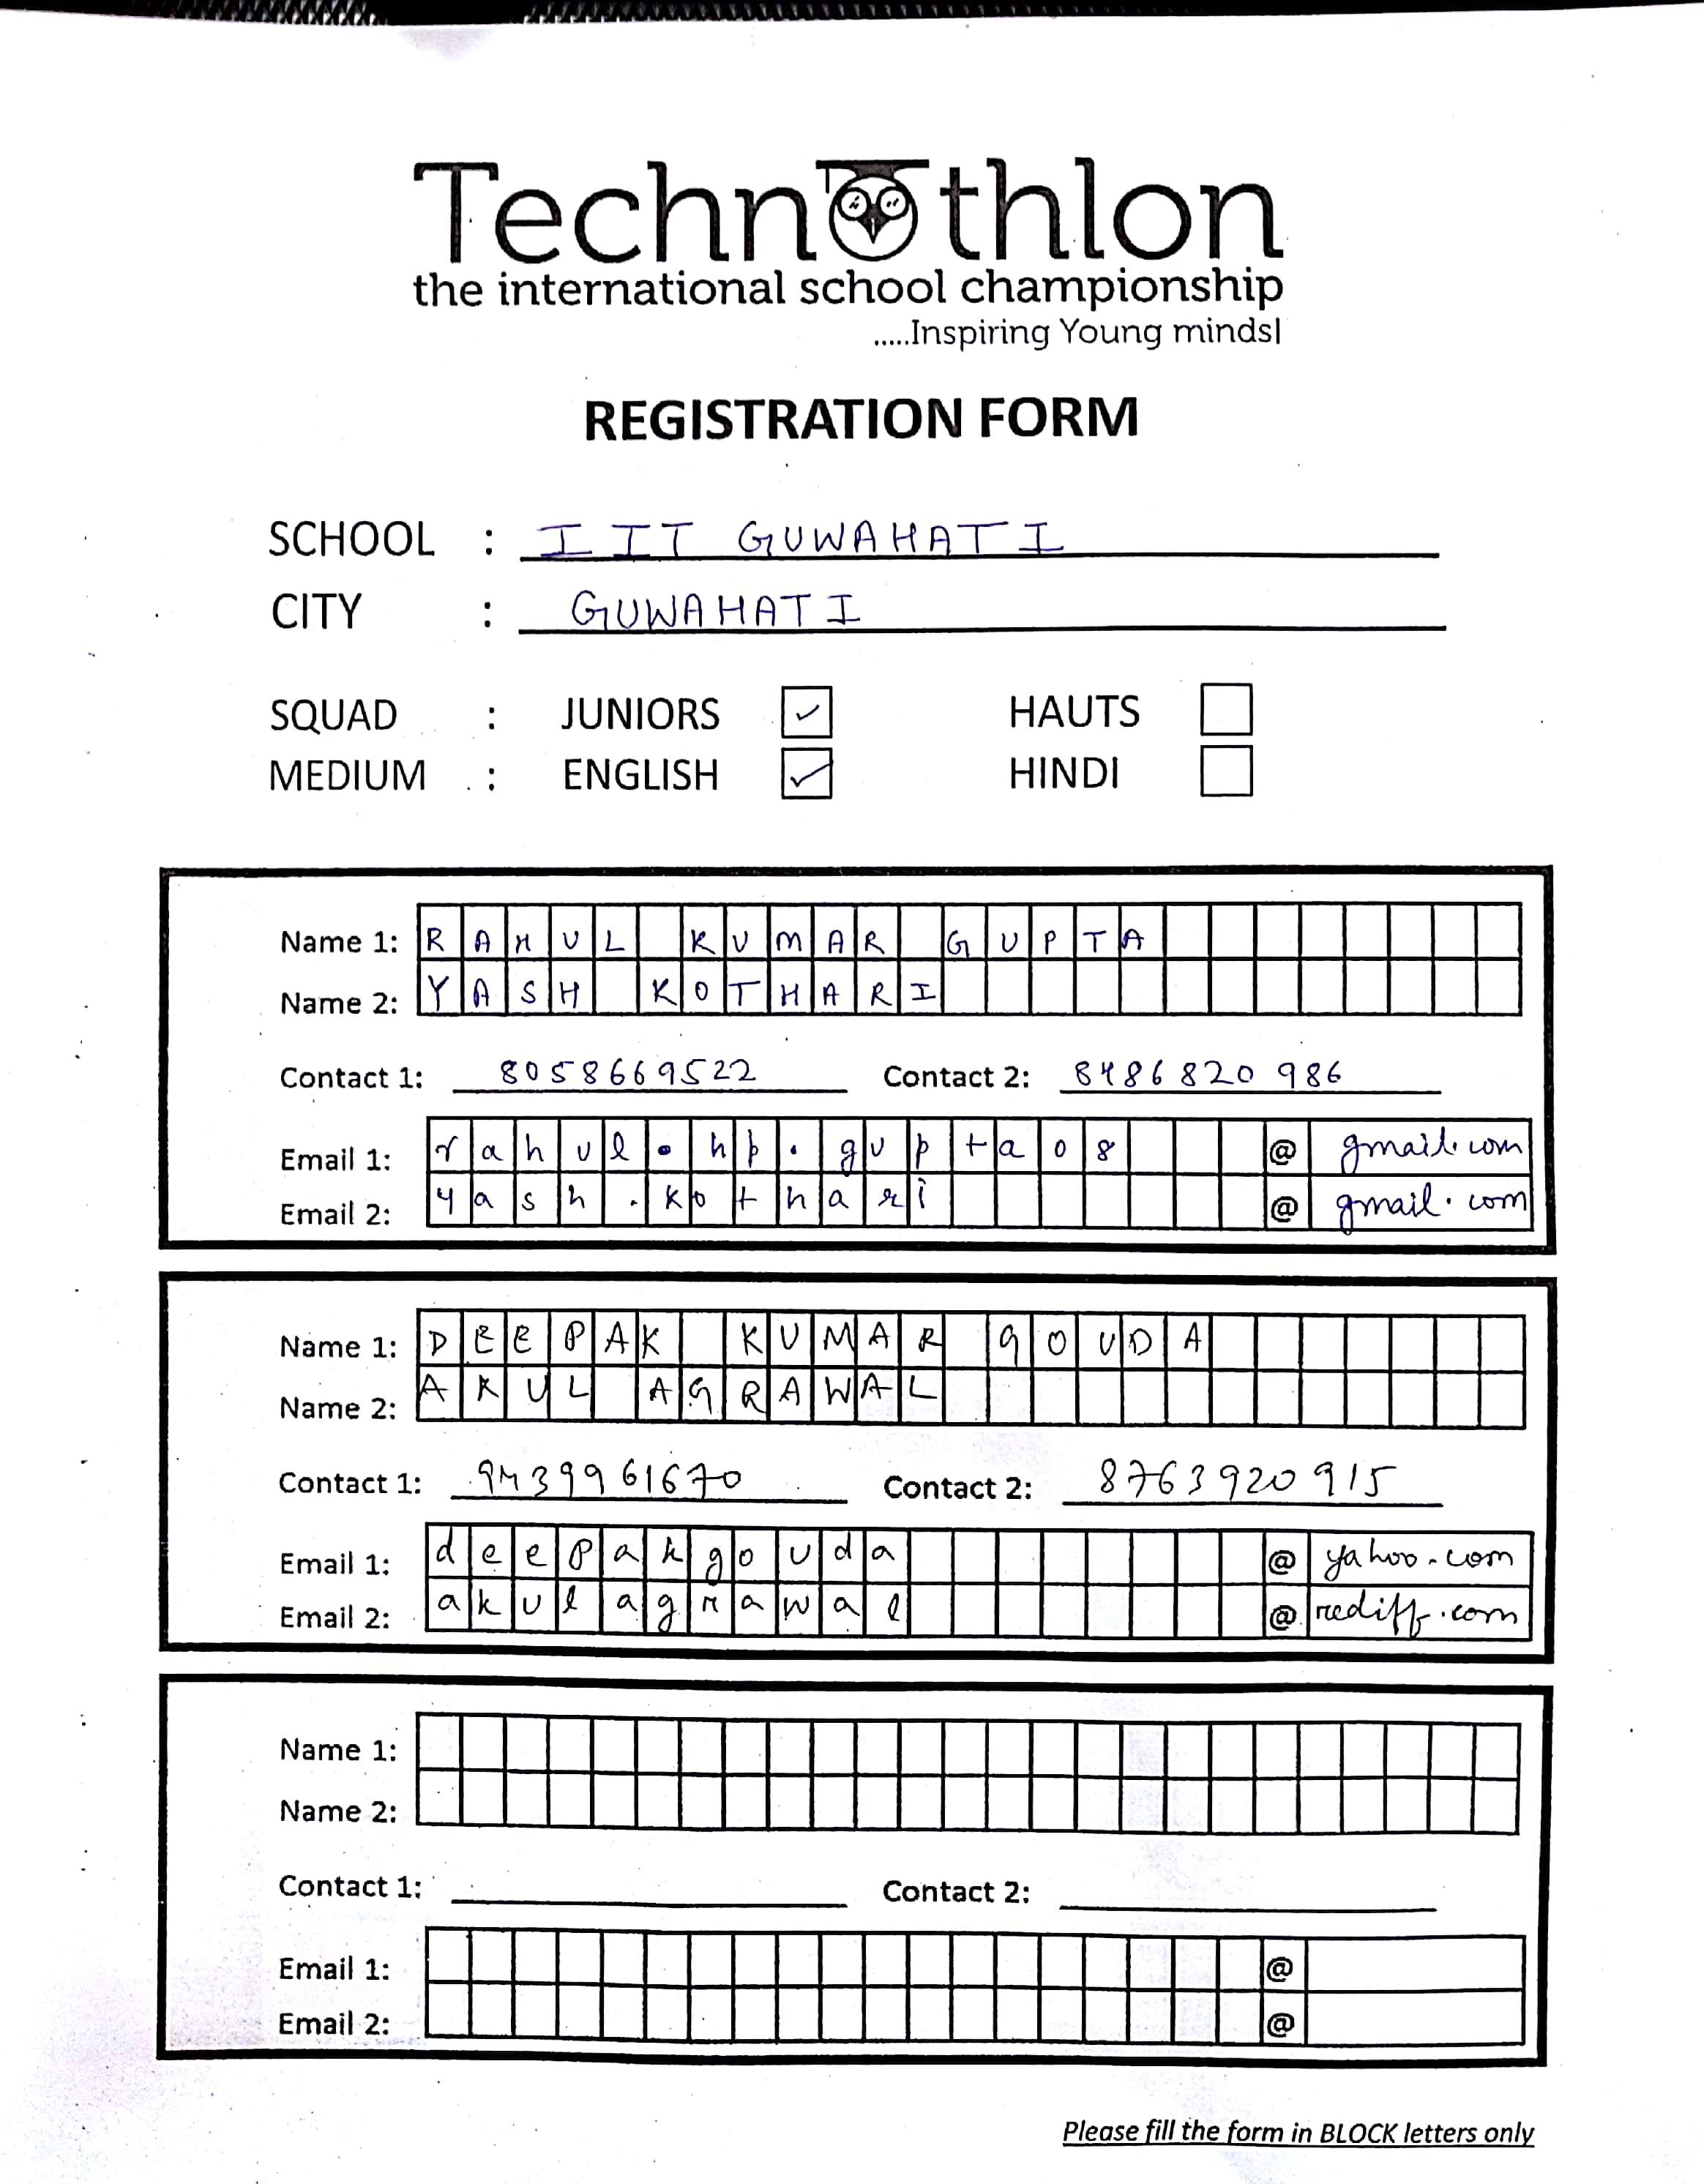 Technothlon
the international school championship
.....Inspiring Young minds|
REGISTRATION FORM
SCHOOL : IIT GUWAHATI
CITY : GUWAHATI
SQUAD : JUNIORS ✓ HAUTS
MEDIUM : ENGLISH ✓ HINDI
Name 1: RAHUL KUMAR GUPTA
Name 2: YASH KOTHARI
Contact 1: 8058669522 Contact 2: 8486820986
Email 1: rahul.hp.gupta08 @ gmail.com
Email 2: yash.kothari @ gmail.com
Name 1: DEEPAK KUMAR GOUDA
Name 2: AKUL AGRAWAL
Contact 1: 9439961670 Contact 2: 8763920915
Email 1: deepakgouda @ yahoo.com
Email 2: akulagrawal @ rediff.com
Name 1:
Name 2:
Contact 1: Contact 2:
Email 1: @
Email 2: @
Please fill the form in BLOCK letters only